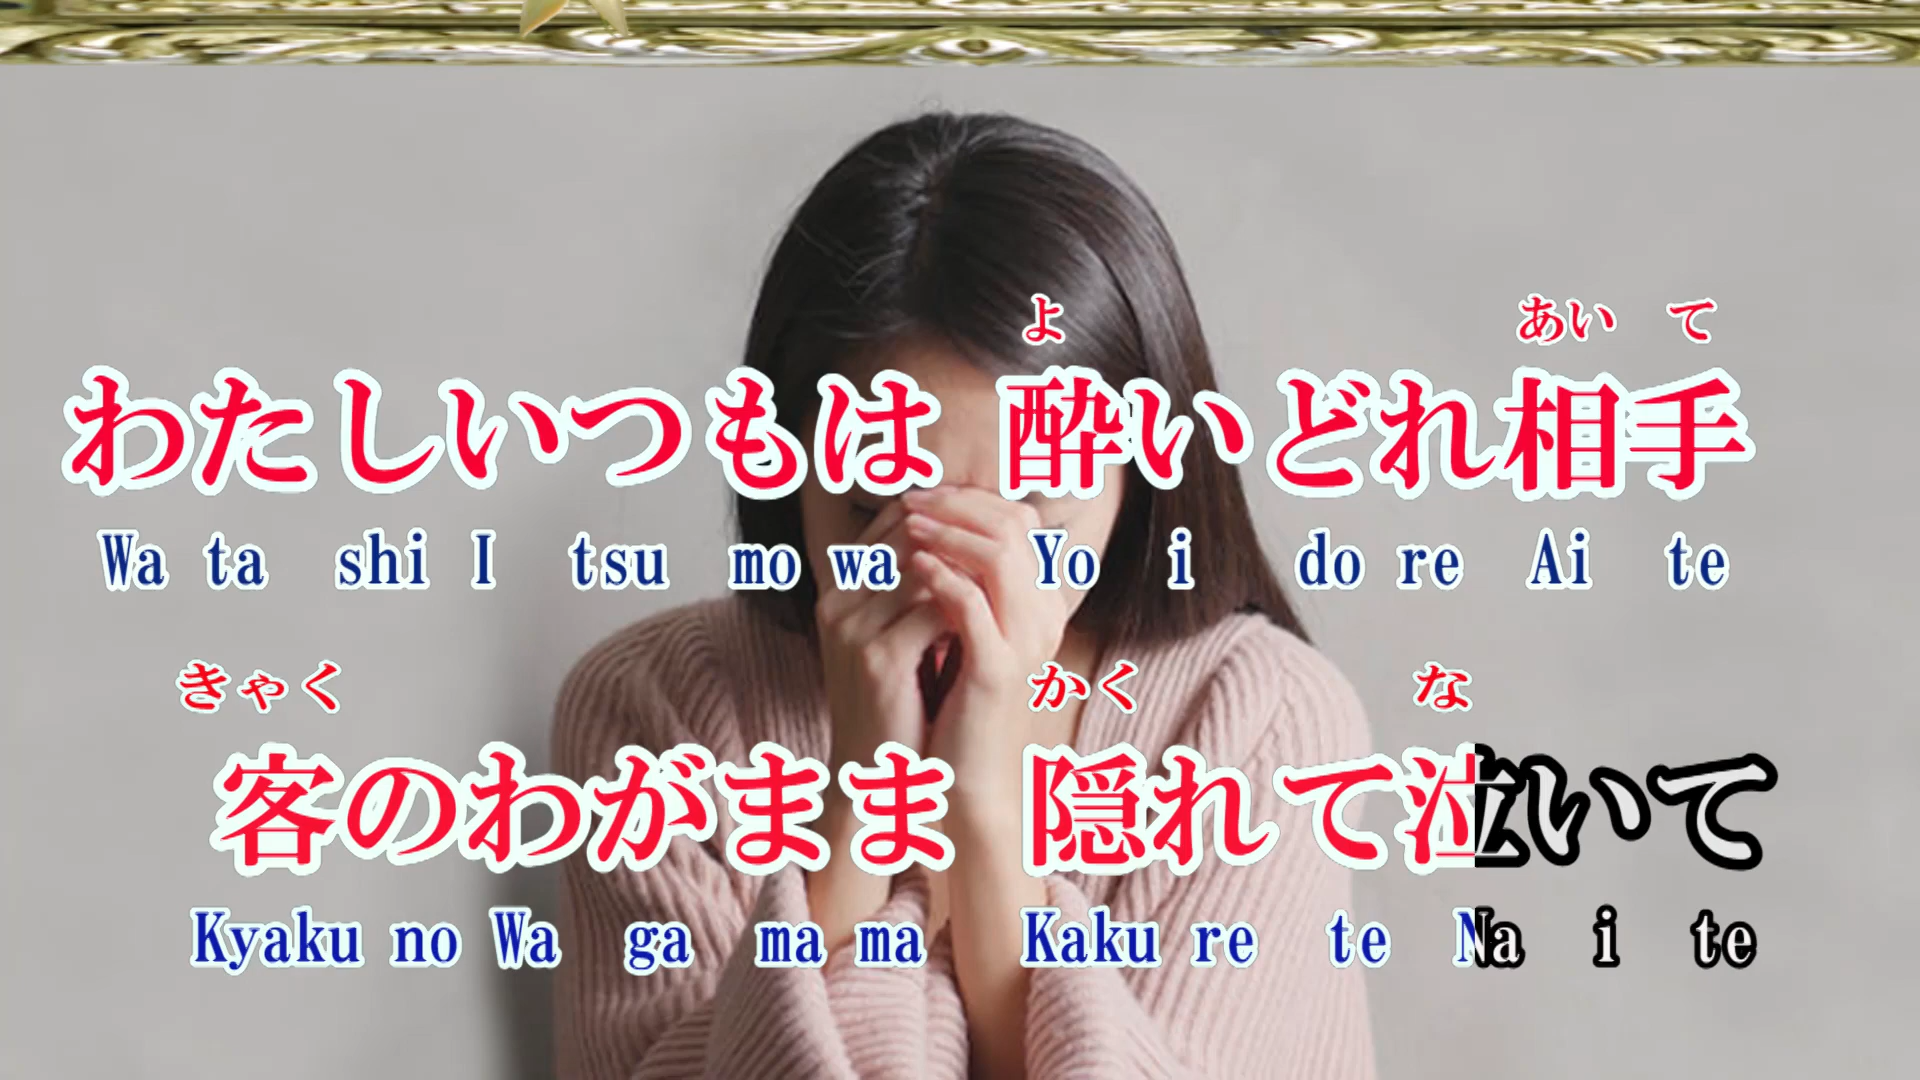 よ あい て
わたしいつもは 酔いどれ相手
Wa ta shi I tsu mo wa Yo i do re Ai te
きゃく かく な
客のわがまま 隠れて泣いて
Kyaku no Wa ga ma ma Kaku re te Na i te